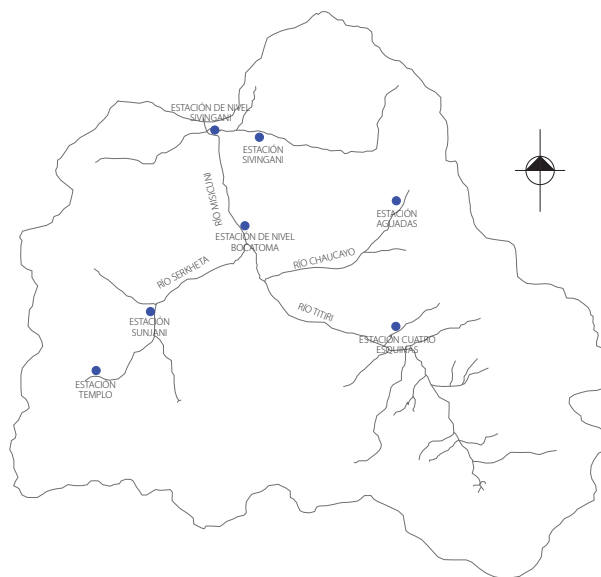 ESTACIÓN DE NIVEL
SIVINGANI
ESTACIÓN
SIVINGANI
RÍO MISICUNI
ESTACIÓN
AGUADAS
ESTACIÓN DE NIVEL
BOCATOMA
RÍO CHAUCAYO
RÍO SERKHETA
RÍO TITIRI
ESTACIÓN
SUNJANI
ESTACIÓN CUATRO
ESQUINAS
ESTACIÓN
TEMPLO